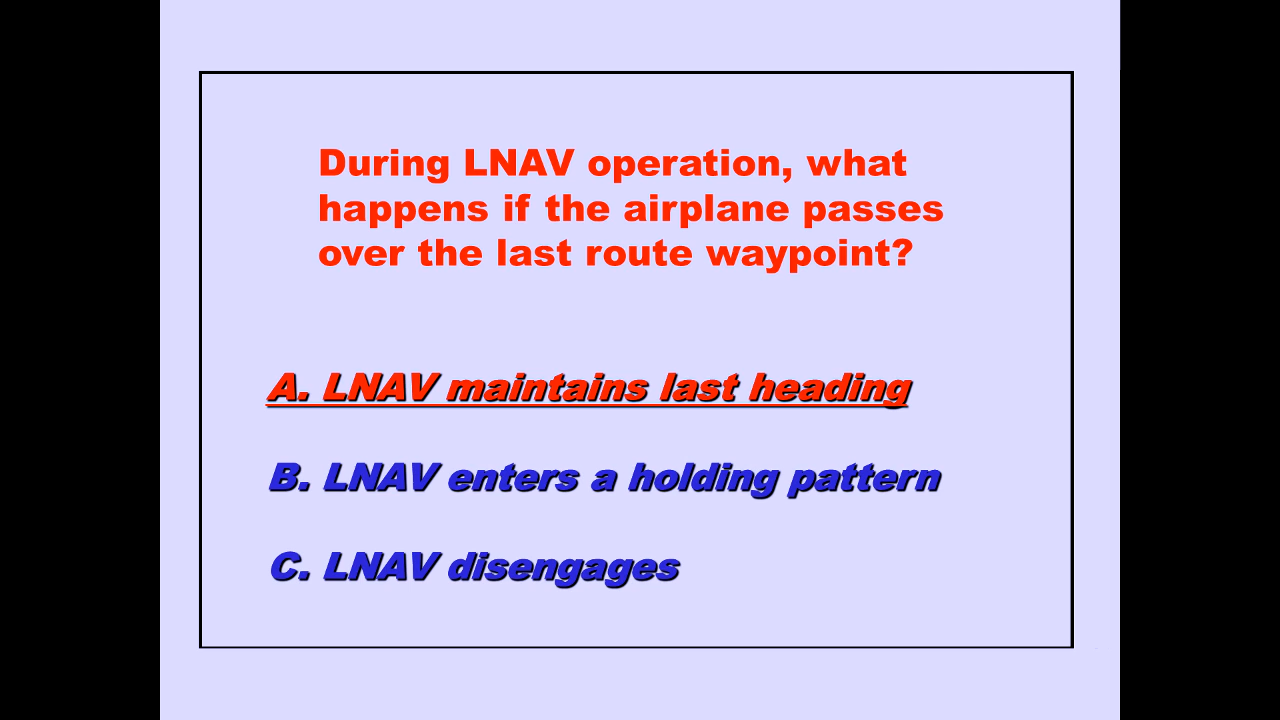 During LNAV operation, what
happens if the airplane passes
over the last route waypoint?
A. LNAV maintains last heading
B. LNAV enters a holding pattern
C. LNAV disengages